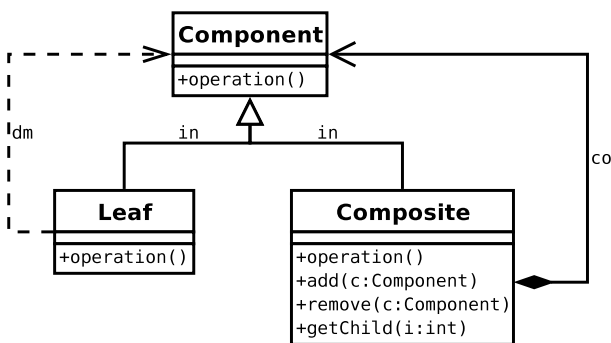 Component
+operation()
dm
in
in
co
Leaf
+operation()
Composite
+operation()
+add(c:Component)
+remove(c:Component)
+getChild(i:int)